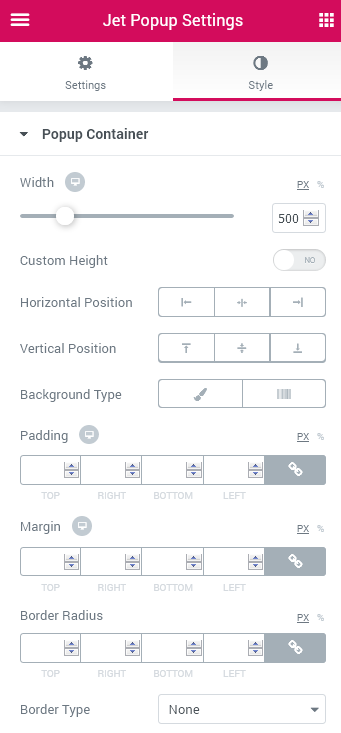 Jet Popup Settings
Settings Style
Popup Container
Width PX %
500
Custom Height NO
Horizontal Position
Vertical Position
Background Type
Padding PX %
TOP RIGHT BOTTOM LEFT
Margin PX %
TOP RIGHT BOTTOM LEFT
Border Radius PX %
TOP RIGHT BOTTOM LEFT
Border Type None